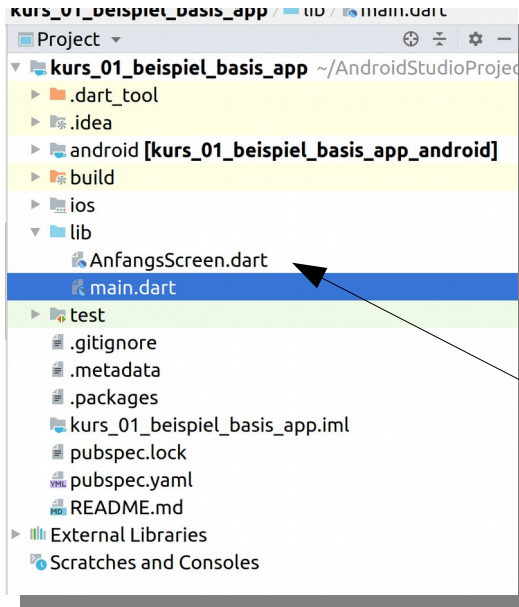 kurs_01_beispiel_basis_app / lib / main.dart
Project
kurs_01_beispiel_basis_app ~/AndroidStudioProjec
.dart_tool
.idea
android [kurs_01_beispiel_basis_app_android]
build
ios
lib
AnfangsScreen.dart
main.dart
test
.gitignore
.metadata
.packages
kurs_01_beispiel_basis_app.iml
pubspec.lock
pubspec.yaml
README.md
External Libraries
Scratches and Consoles